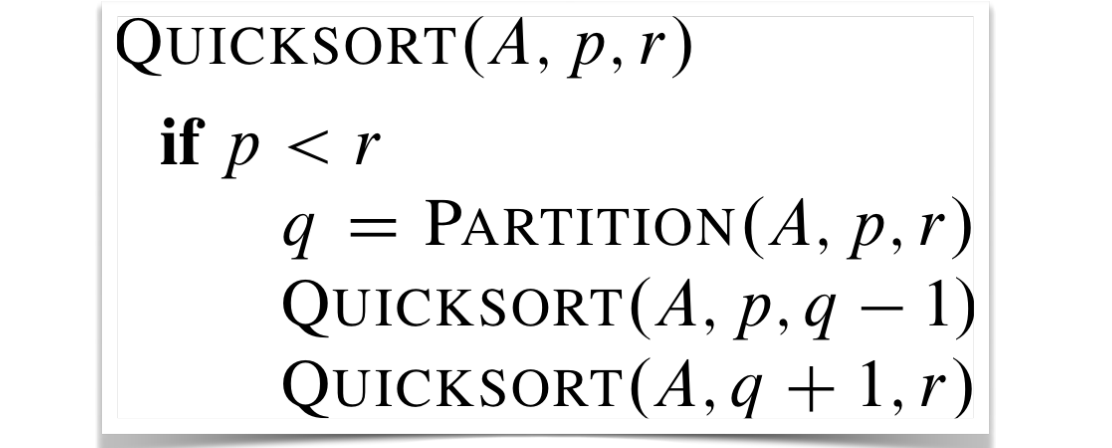 QUICKSORT(A, p, r)
if p < r
q = PARTITION(A, p, r)
QUICKSORT(A, p, q − 1)
QUICKSORT(A, q + 1, r)